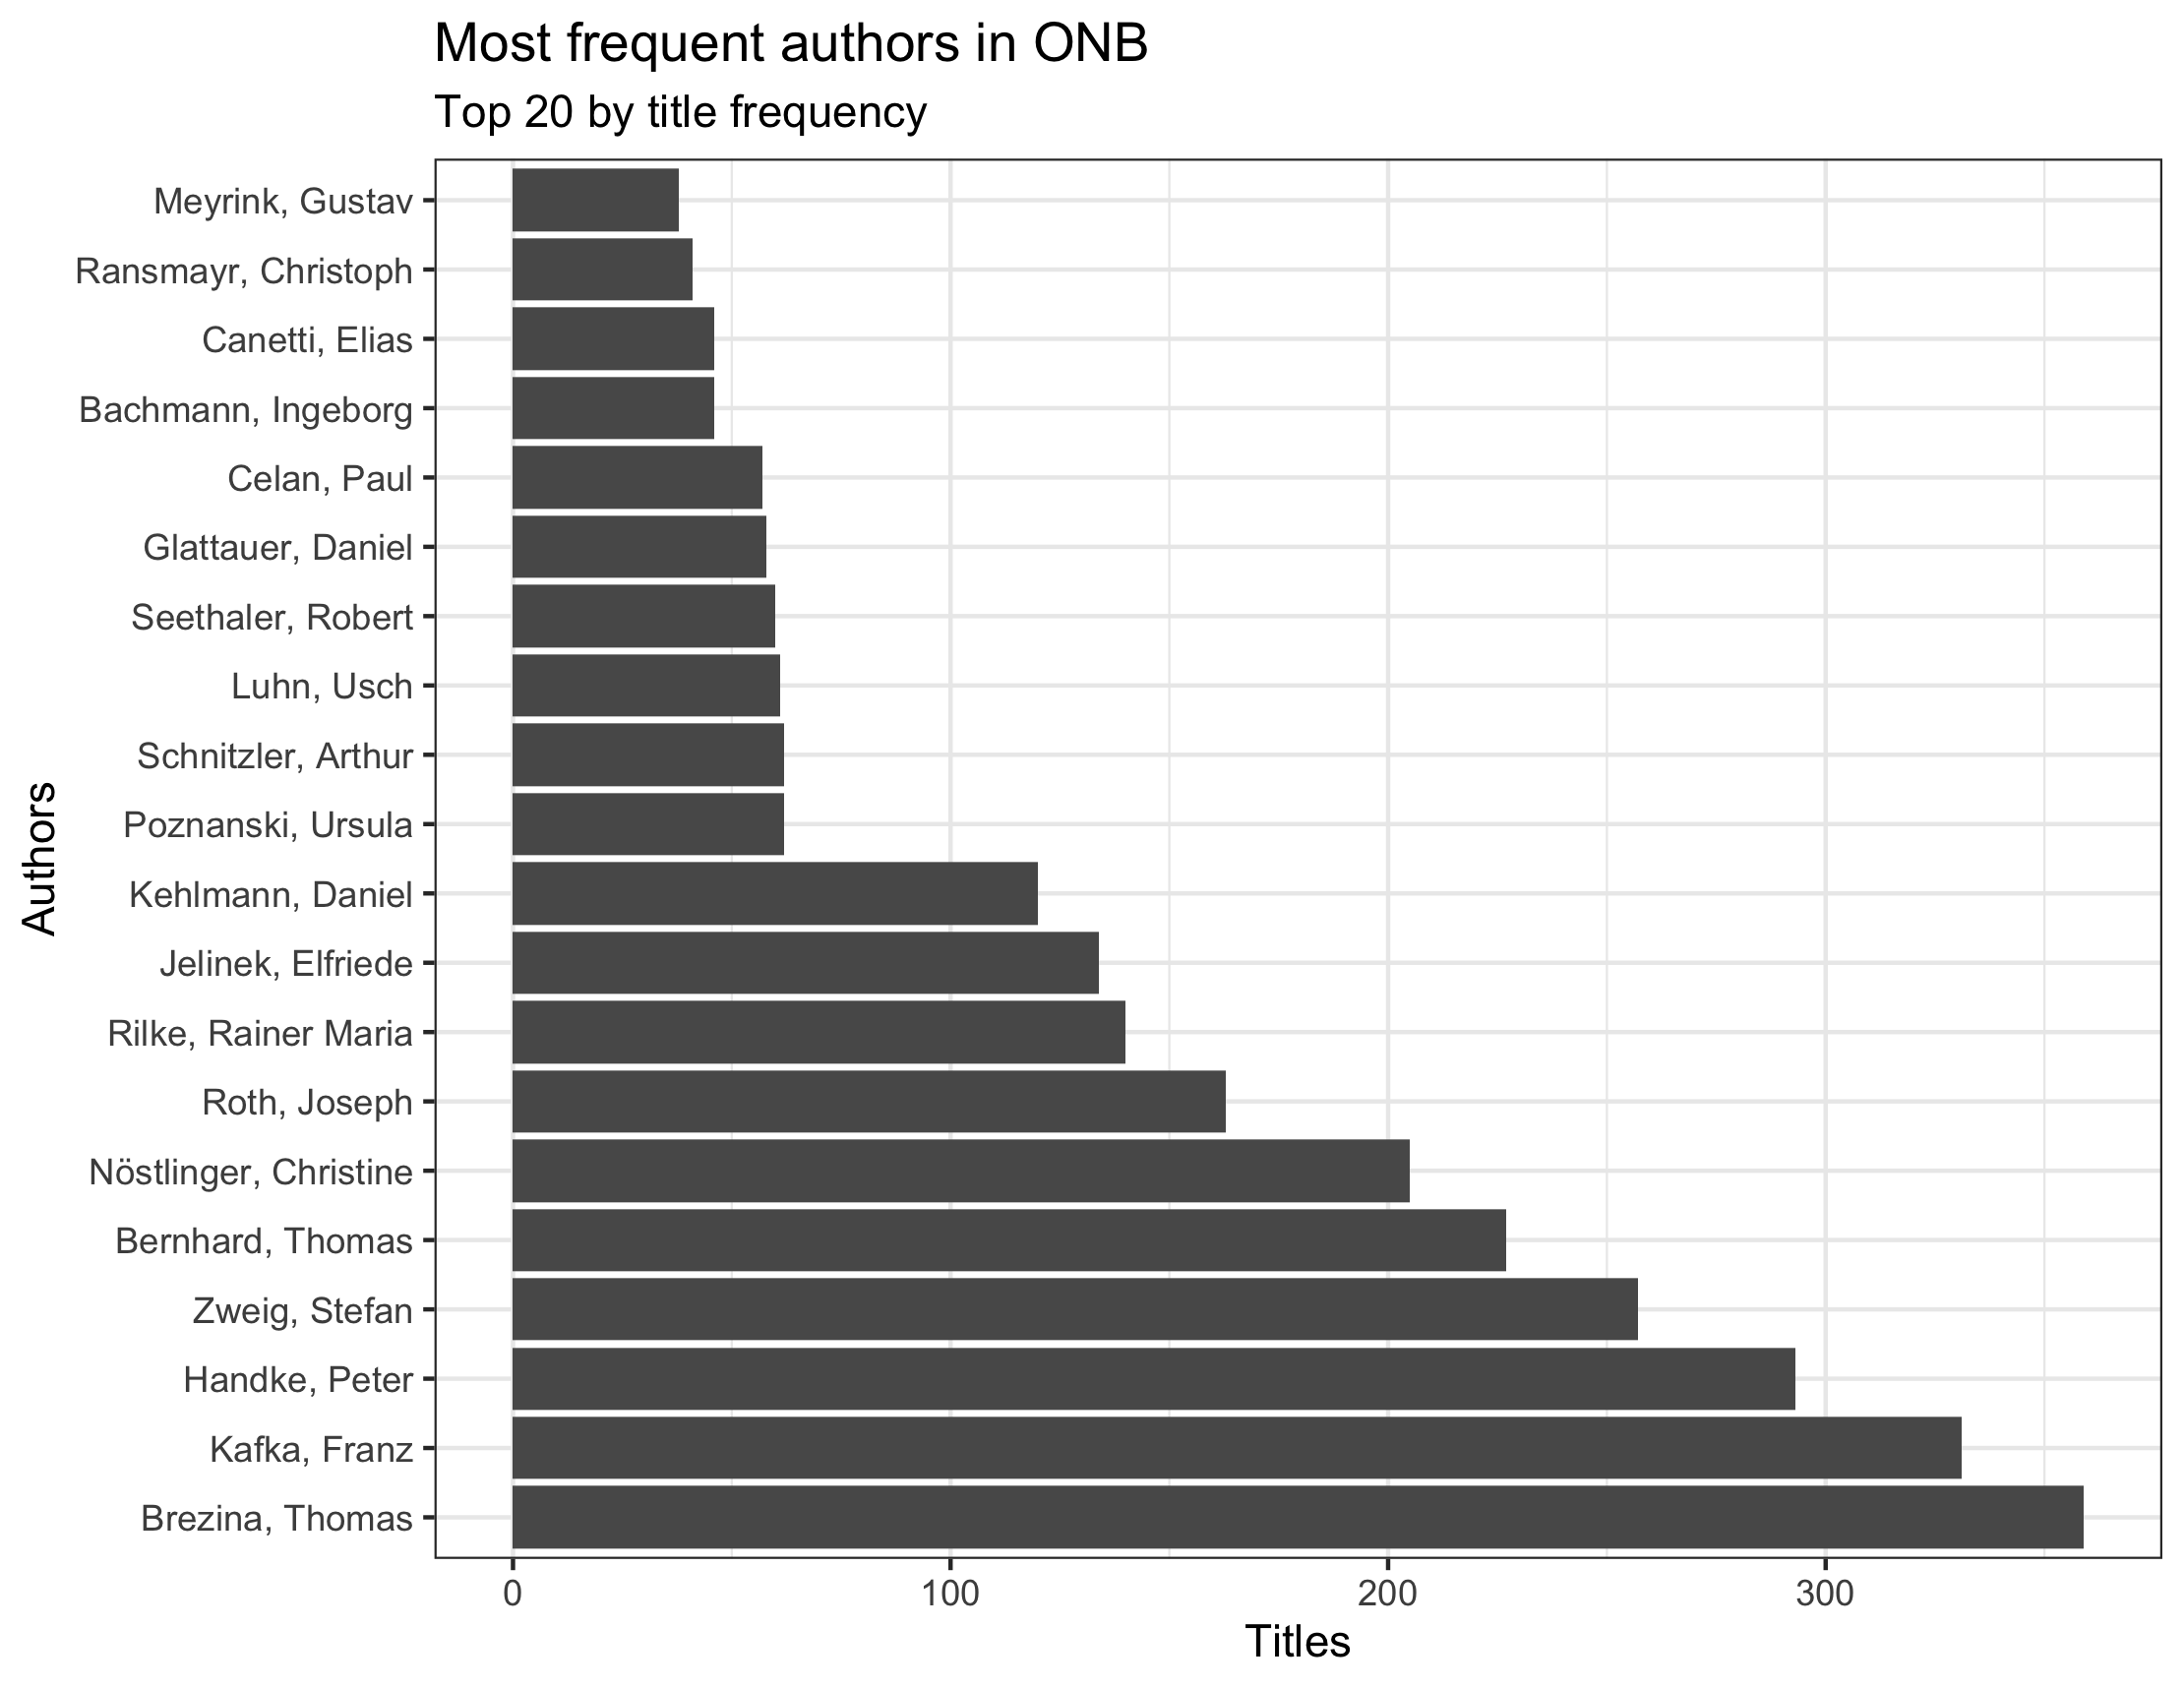 Most frequent authors in ONB
Top 20 by title frequency
Meyrink, Gustav
Ransmayr, Christoph
Canetti, Elias
Bachmann, Ingeborg
Celan, Paul
Glattauer, Daniel
Seethaler, Robert
Luhn, Usch
Schnitzler, Arthur
Poznanski, Ursula
Kehlmann, Daniel
Jelinek, Elfriede
Rilke, Rainer Maria
Roth, Joseph
Nöstlinger, Christine
Bernhard, Thomas
Zweig, Stefan
Handke, Peter
Kafka, Franz
Brezina, Thomas
Authors
0 100 200 300
Titles